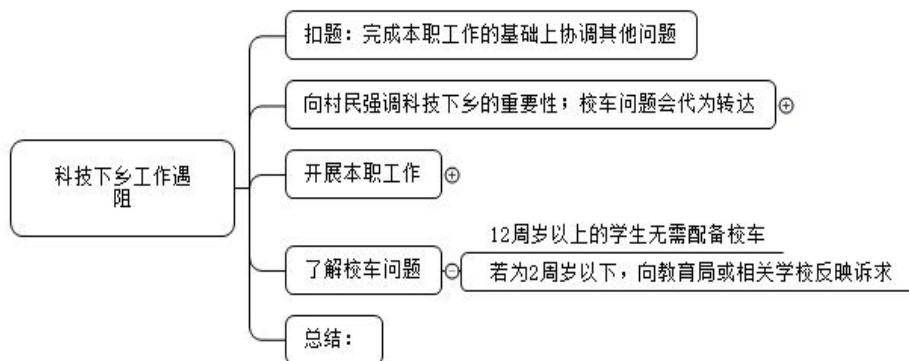 扣题：完成本职工作的基础上协调其他问题
向村民强调科技下乡的重要性；校车问题会代为转达
科技下乡工作遇
阻
开展本职工作
12周岁以上的学生无需配备校车
了解校车问题
若为2周岁以下，向教育局或相关学校反映诉求
总结：